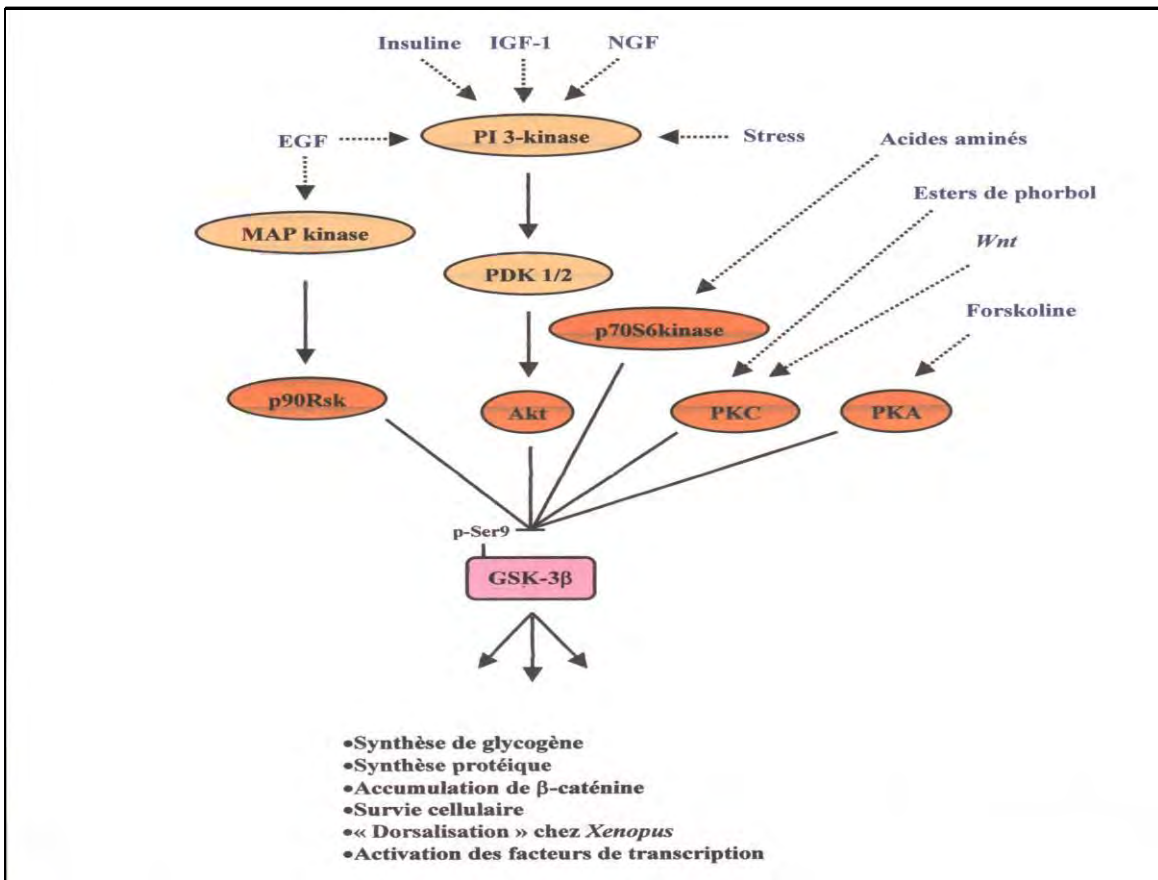 Insuline IGF-1 NGF
EGF
PI 3-kinase
Stress
Acides aminés
Esters de phorbol
Wnt
Forskoline
MAP kinase
PDK 1/2
p70S6kinase
p90Rsk
Akt
PKC
PKA
p-Ser9
GSK-3β
•Synthèse de glycogène
•Synthèse protéique
•Accumulation de β-caténine
•Survie cellulaire
•« Dorsalisation » chez Xenopus
•Activation des facteurs de transcription